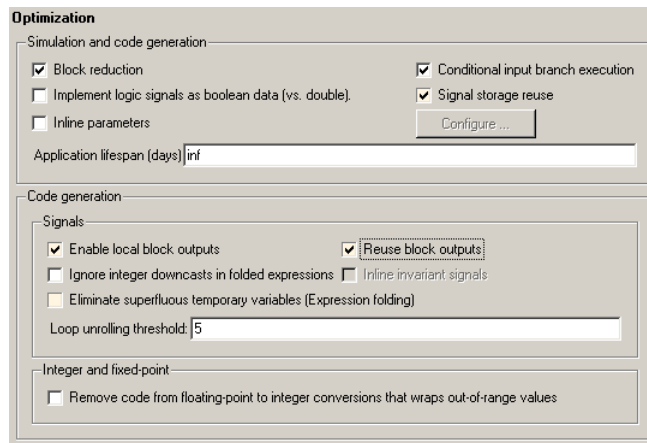 Optimization
Simulation and code generation
Block reduction
Conditional input branch execution
Implement logic signals as boolean data (vs. double).
Signal storage reuse
Inline parameters
Configure ...
Application lifespan (days) inf
Code generation
Signals
Enable local block outputs
Reuse block outputs
Ignore integer downcasts in folded expressions
Inline invariant signals
Eliminate superfluous temporary variables (Expression folding)
Loop unrolling threshold: 5
Integer and fixed-point
Remove code from floating-point to integer conversions that wraps out-of-range values